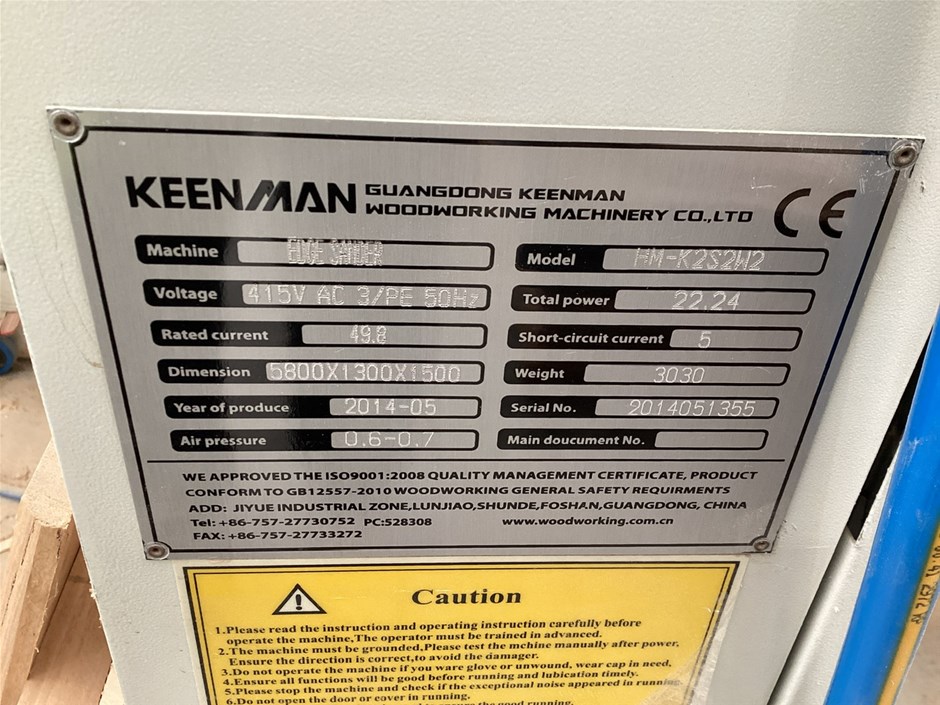 KEENMAN GUANGDONG KEENMAN
WOODWORKING MACHINERY CO.,LTD CE
Machine EDGE SANDER
Model HM-K2S2W2
Voltage 415V AC 3/PE 50Hz
Total power 22.24
Rated current 49.8
Short-circuit current 5
Dimension 5800X1300X1500
Weight 3030
Year of produce 2014-05
Serial No. 2014051355
Air pressure 0.6-0.7
Main doucument No.
WE APPROVED THE ISO9001:2008 QUALITY MANAGEMENT CERTIFICATE, PRODUCT
CONFORM TO GB12557-2010 WOODWORKING GENERAL SAFETY REQUIRMENTS
ADD: JIYUE INDUSTRIAL ZONE,LUNJIAO,SHUNDE,FOSHAN,GUANGDONG, CHINA
Tel: +86-757-27730752 PC:528308 www.woodworking.com.cn
FAX: +86-757-27733272
Caution
1.Please read the instruction and operating instruction carefully before
operate the machine,The operator must be trained in advanced.
2.The machine must be grounded,Please test the mchine manually after power,
Ensure the direction is correct,to avoid the damager.
3.Do not operate the machine if you ware glove or unwound, wear cap in need,
4.Ensure all functions will be good before running and lubication timely.
5.Please stop the machine and check if the exceptional noise appeared in running
6.Do not open the door or cover in running.